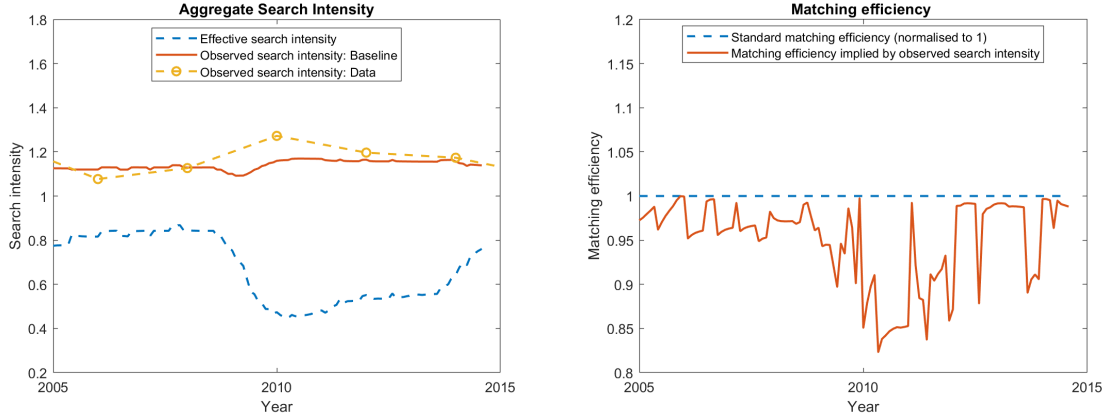 Aggregate Search Intensity
1.8
1.6
1.4
1.2
1
0.8
0.6
0.4
0.2
Search intensity
Effective search intensity
Observed search intensity: Baseline
Observed search intensity: Data
2005
2010
2015
Year
Matching efficiency
1.2
1.15
1.1
1.05
1
0.95
0.9
0.85
0.8
Matching efficiency
Standard matching efficiency (normalised to 1)
Matching efficiency implied by observed search intensity
2005
2010
2015
Year